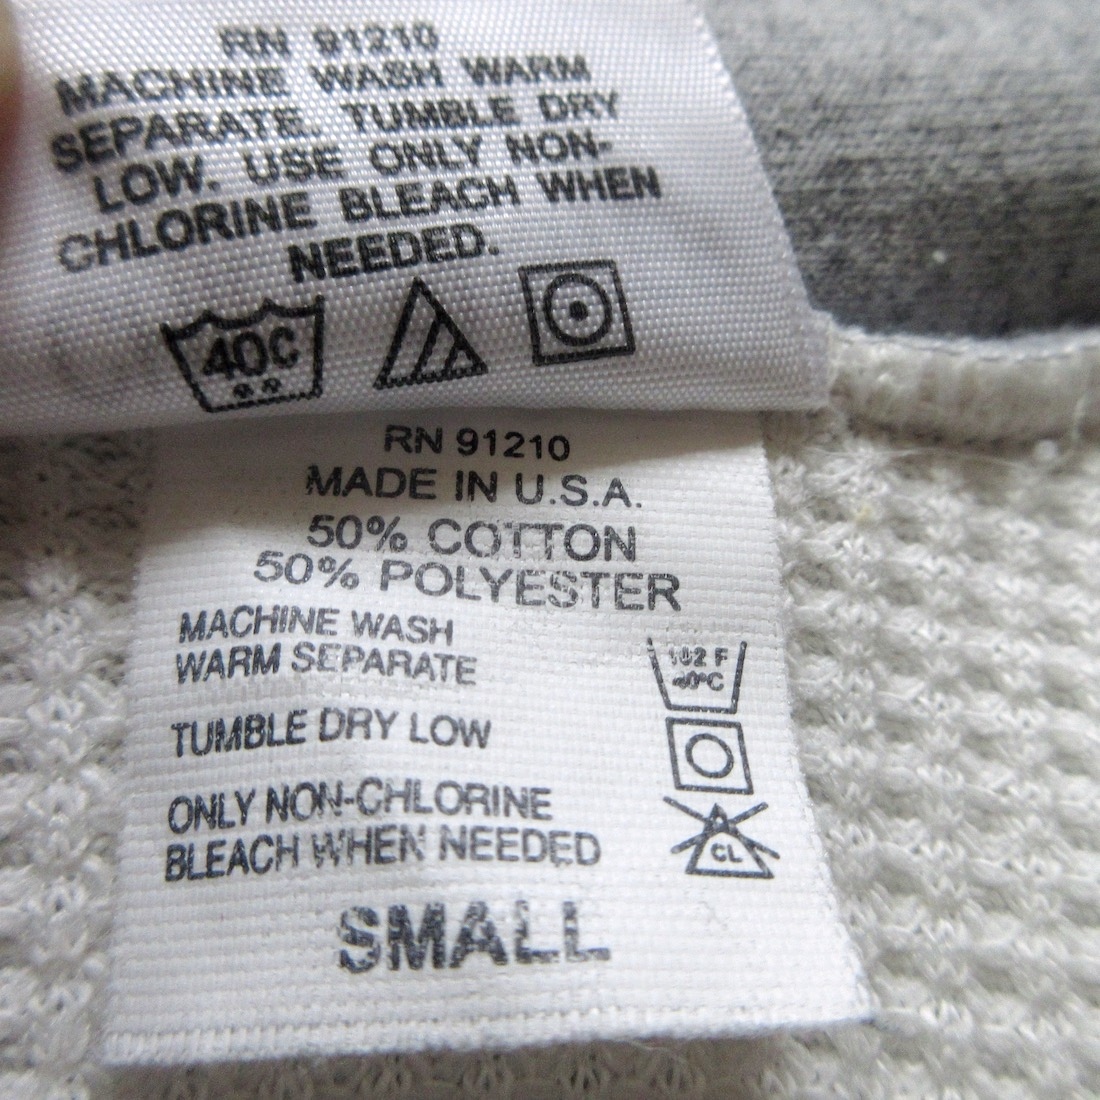 RN 91210
MACHINE WASH WARM
SEPARATE. TUMBLE DRY
LOW. USE ONLY NON-
CHLORINE BLEACH WHEN
NEEDED.
40C
RN 91210
MADE IN U.S.A.
50% COTTON
50% POLYESTER
MACHINE WASH
WARM SEPARATE
102 F
40°C
TUMBLE DRY LOW
ONLY NON-CHLORINE
BLEACH WHEN NEEDED
CL
SMALL